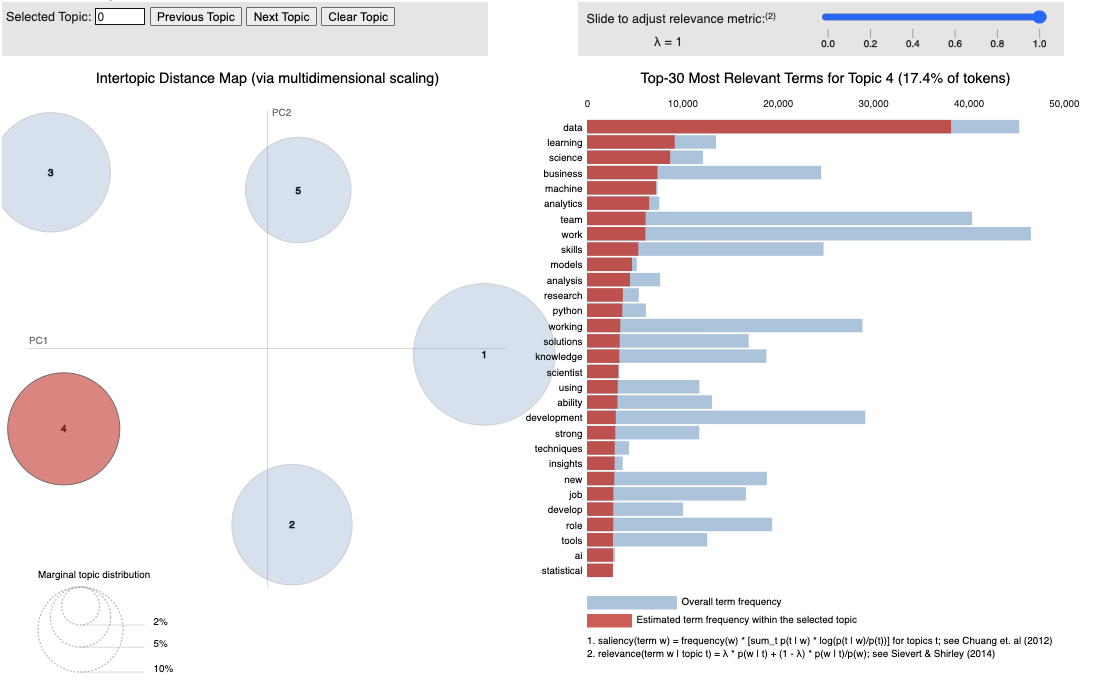 Selected Topic: 0 Previous Topic Next Topic Clear Topic
Slide to adjust relevance metric:(2)
λ = 1
0.0 0.2 0.4 0.6 0.8 1.0
Intertopic Distance Map (via multidimensional scaling)
PC2
PC1
3
5
1
4
2
Marginal topic distribution
2%
5%
10%
Top-30 Most Relevant Terms for Topic 4 (17.4% of tokens)
0 10,000 20,000 30,000 40,000 50,000
data
learning
science
business
machine
analytics
team
work
skills
models
analysis
research
python
working
solutions
knowledge
scientist
using
ability
development
strong
techniques
insights
new
job
develop
role
tools
ai
statistical
Overall term frequency
Estimated term frequency within the selected topic
1. saliency(term w) = frequency(w) * [sum_t p(t | w) * log(p(t | w)/p(t))] for topics t; see Chuang et. al (2012)
2. relevance(term w | topic t) = λ * p(w | t) + (1 - λ) * p(w | t)/p(w); see Sievert & Shirley (2014)